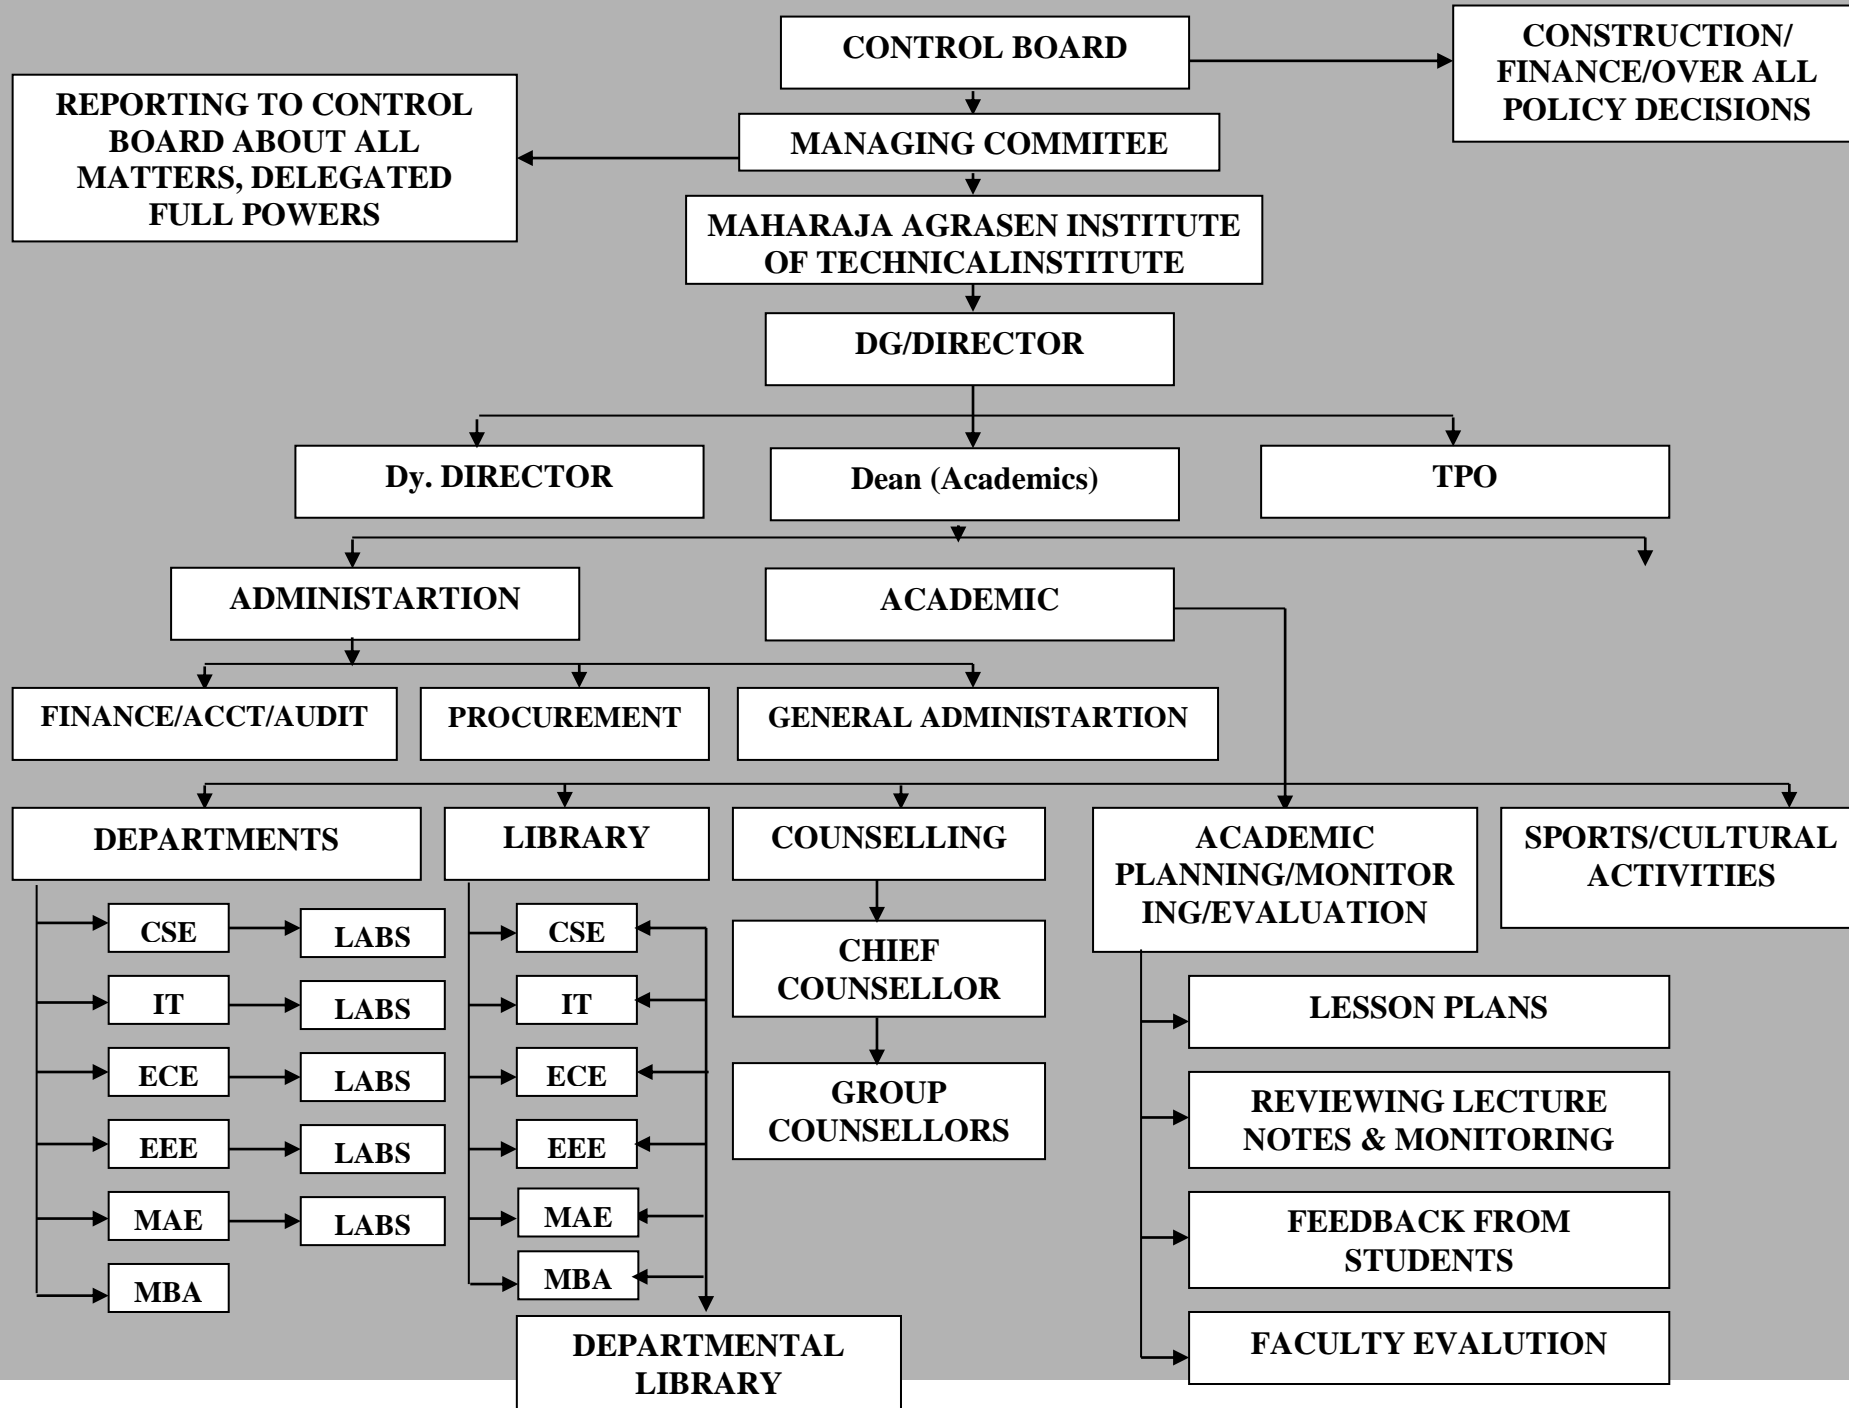 CONTROL BOARD
CONSTRUCTION/
FINANCE/OVER ALL
POLICY DECISIONS
REPORTING TO CONTROL
BOARD ABOUT ALL
MATTERS, DELEGATED
FULL POWERS
MANAGING COMMITEE
MAHARAJA AGRASEN INSTITUTE
OF TECHNICALINSTITUTE
DG/DIRECTOR
Dy. DIRECTOR
Dean (Academics)
TPO
ADMINISTARTION
ACADEMIC
FINANCE/ACCT/AUDIT
PROCUREMENT
GENERAL ADMINISTARTION
DEPARTMENTS
LIBRARY
COUNSELLING
ACADEMIC
PLANNING/MONITOR
ING/EVALUATION
SPORTS/CULTURAL
ACTIVITIES
CSE
LABS
IT
LABS
ECE
LABS
EEE
LABS
MAE
LABS
MBA
CSE
IT
ECE
EEE
MAE
MBA
DEPARTMENTAL
LIBRARY
CHIEF
COUNSELLOR
GROUP
COUNSELLORS
LESSON PLANS
REVIEWING LECTURE
NOTES & MONITORING
FEEDBACK FROM
STUDENTS
FACULTY EVALUTION